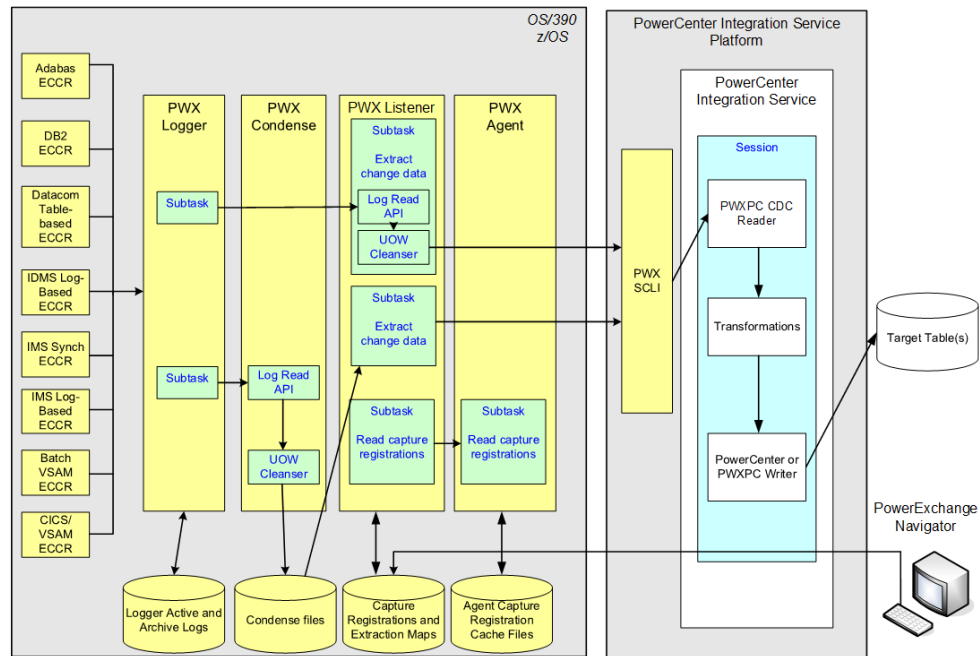 OS/390
z/OS
Adabas
ECCR
DB2
ECCR
Datacom
Table-
based
ECCR
IDMS Log-
Based
ECCR
IMS Synch
ECCR
IMS Log-
Based
ECCR
Batch
VSAM
ECCR
CICS/
VSAM
ECCR
PWX
Logger
Subtask
Subtask
PWX
Condense
Log Read
API
UOW
Cleanser
PWX Listener
Subtask
Extract
change data
Log Read
API
UOW
Cleanser
Subtask
Extract
change data
Subtask
Read capture
registrations
PWX
Agent
Subtask
Read capture
registrations
Logger Active and
Archive Logs
Condense files
Capture
Registrations and
Extraction Maps
Agent Capture
Registration
Cache Files
PowerCenter Integration Service
Platform
PWX
SCLI
PowerCenter
Integration Service
Session
PWXPC CDC
Reader
Transformations
PowerCenter or
PWXPC Writer
Target Table(s)
PowerExchange
Navigator